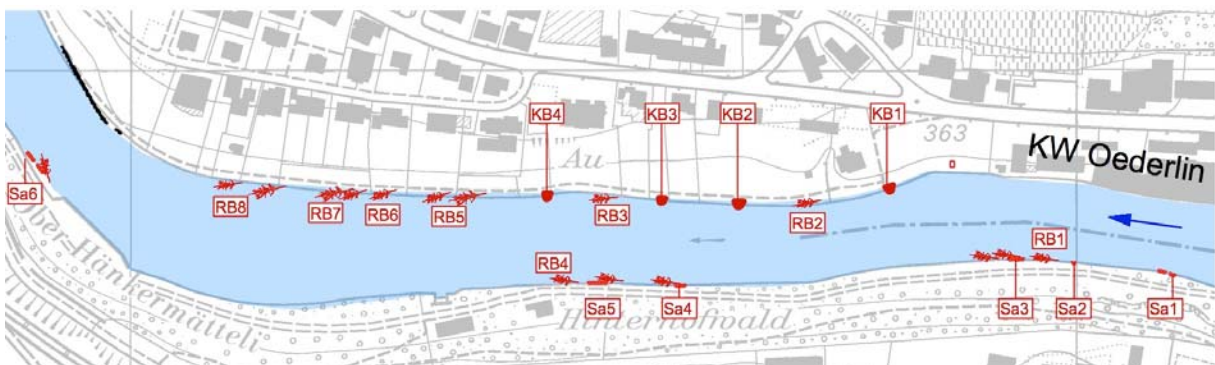 KB4
KB3
KB2
KB1
363
Au
KW Oederlin
Sa6
RB8
RB7
RB6
RB5
RB3
RB2
RB1
RB4
Sa5
Sa4
Sa3
Sa2
Sa1
Ober-Hänkermätteli
Hinterhofwald